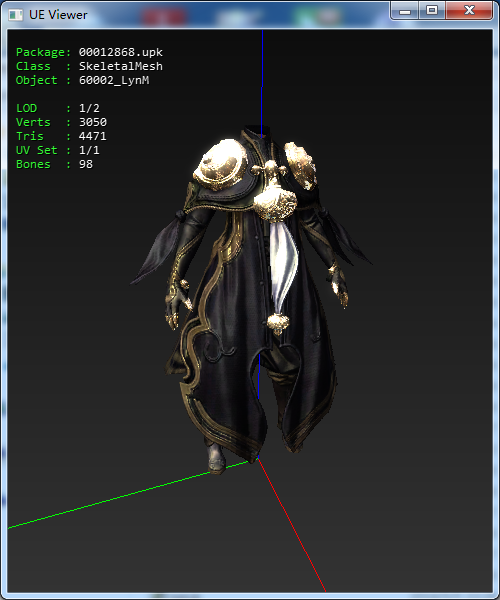 UE Viewer
Package: 00012868.upk
Class : SkeletalMesh
Object : 60002_LynM
LOD : 1/2
Verts : 3050
Tris : 4471
UV Set : 1/1
Bones : 98